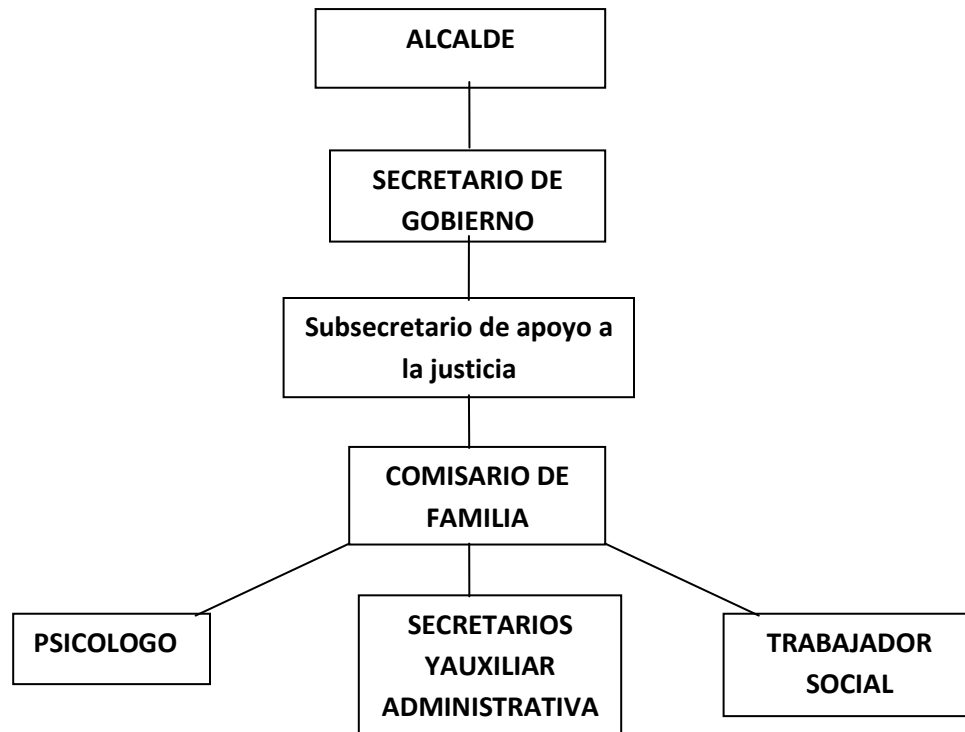 ALCALDE
SECRETARIO DE
GOBIERNO
Subsecretario de apoyo a
la justicia
COMISARIO DE
FAMILIA
PSICOLOGO
SECRETARIOS
YAUXILIAR
ADMINISTRATIVA
TRABAJADOR
SOCIAL